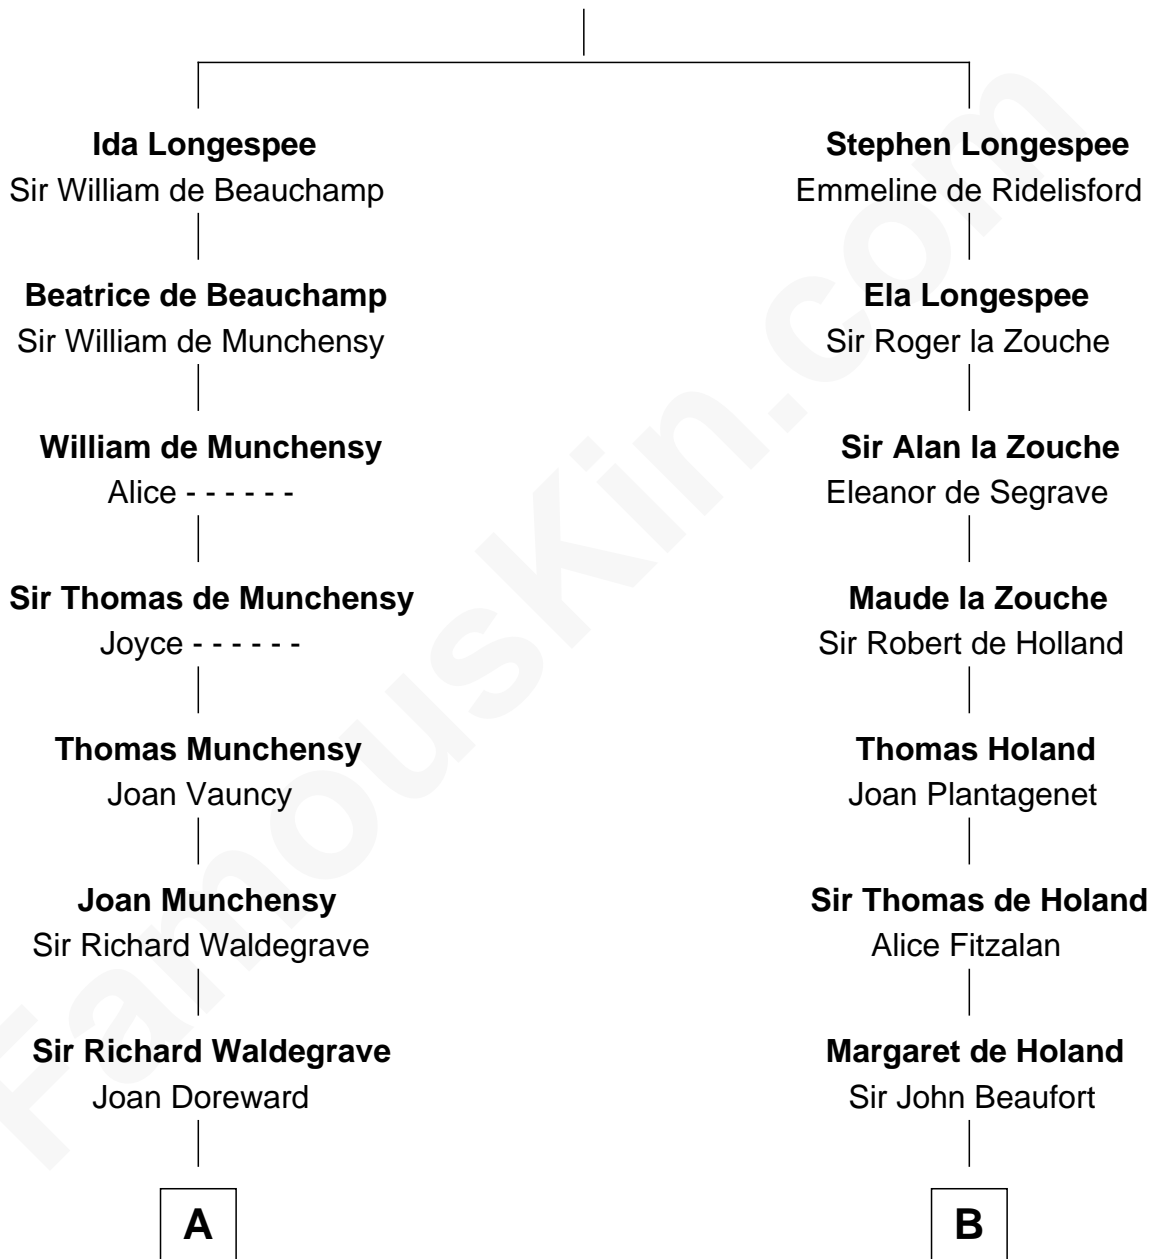 Ida Longespee
Sir William de Beauchamp
Beatrice de Beauchamp
Sir William de Munchensy
William de Munchensy
Alice - - - - - -
Sir Thomas de Munchensy
Joyce - - - - - -
Thomas Munchensy
Joan Vauncy
Joan Munchensy
Sir Richard Waldegrave
Sir Richard Waldegrave
Joan Doreward
A
Stephen Longespee
Emmeline de Ridelisford
Ela Longespee
Sir Roger la Zouche
Sir Alan la Zouche
Eleanor de Segrave
Maude la Zouche
Sir Robert de Holland
Thomas Holand
Joan Plantagenet
Sir Thomas de Holand
Alice Fitzalan
Margaret de Holand
Sir John Beaufort
B
FamousKin.com